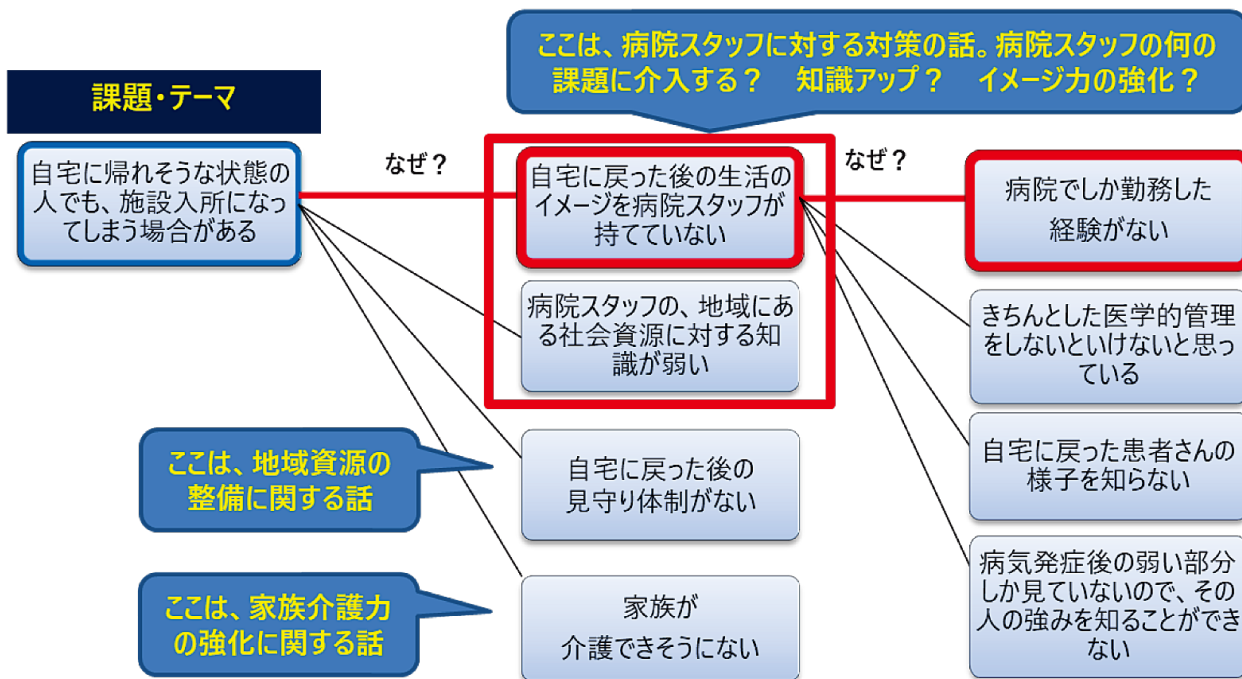 ここは、病院スタッフに対する対策の話。病院スタッフの何の
課題に介入する？　知識アップ？　イメージ力の強化？
課題・テーマ
自宅に帰れそうな状態の
人でも、施設入所になっ
てしまう場合がある
なぜ？
自宅に戻った後の生活の
イメージを病院スタッフが
持てていない
なぜ？
病院でしか勤務した
経験がない
病院スタッフの、地域にあ
る社会資源に対する知
識が弱い
きちんとした医学的管理
をしないといけないと思っ
ている
ここは、地域資源の
整備に関する話
自宅に戻った後の
見守り体制がない
自宅に戻った患者さんの
様子を知らない
ここは、家族介護力
の強化に関する話
家族が
介護できそうにない
病気発症後の弱い部分
しか見ていないので、その
人の強みを知ることができ
ない